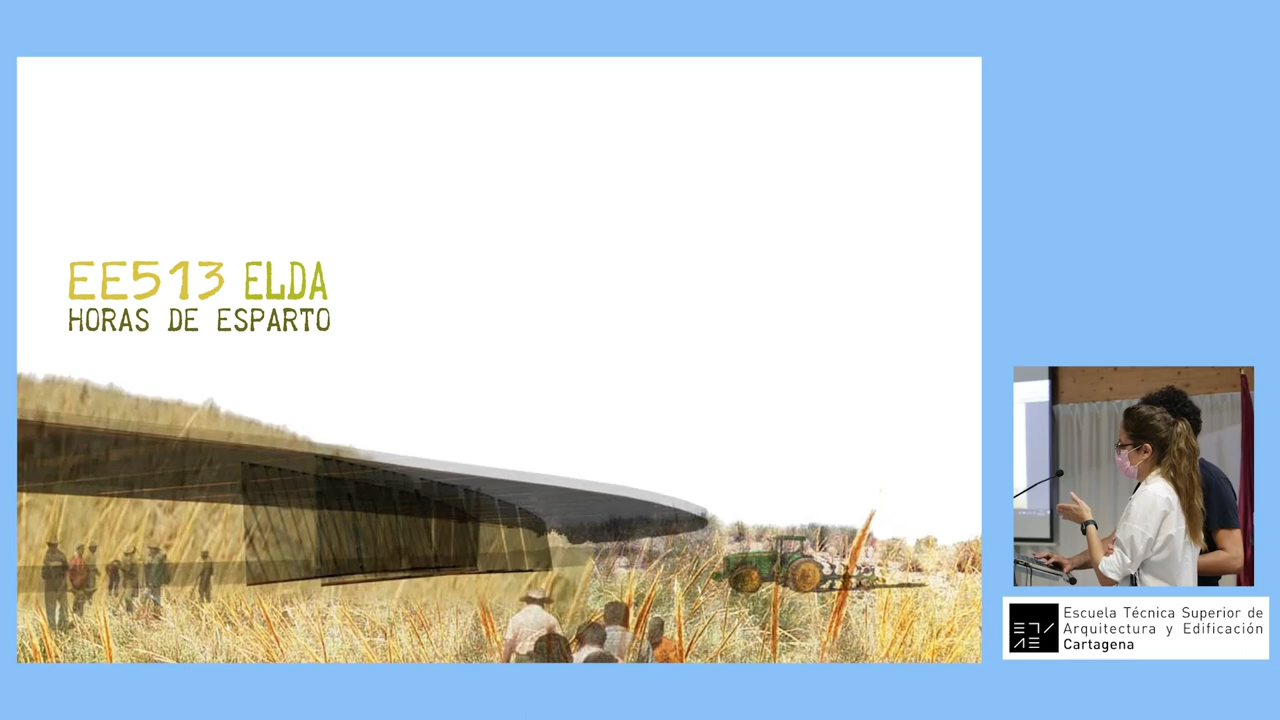 EE513 ELDA
HORAS DE ESPARTO
Escuela Técnica Superior de
Arquitectura y Edificación
Cartagena